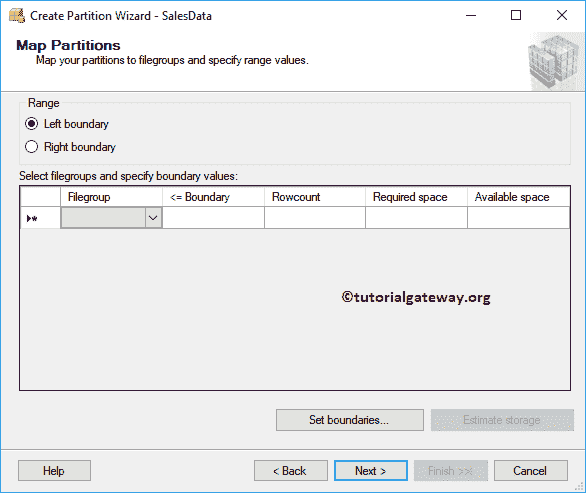 Create Partition Wizard - SalesData
Map Partitions
Map your partitions to filegroups and specify range values.
Range
Left boundary
Right boundary
Select filegroups and specify boundary values:
Filegroup <= Boundary Rowcount Required space Available space
©tutorialgateway.org
Set boundaries... Estimate storage
Help < Back Next > Finish >>| Cancel